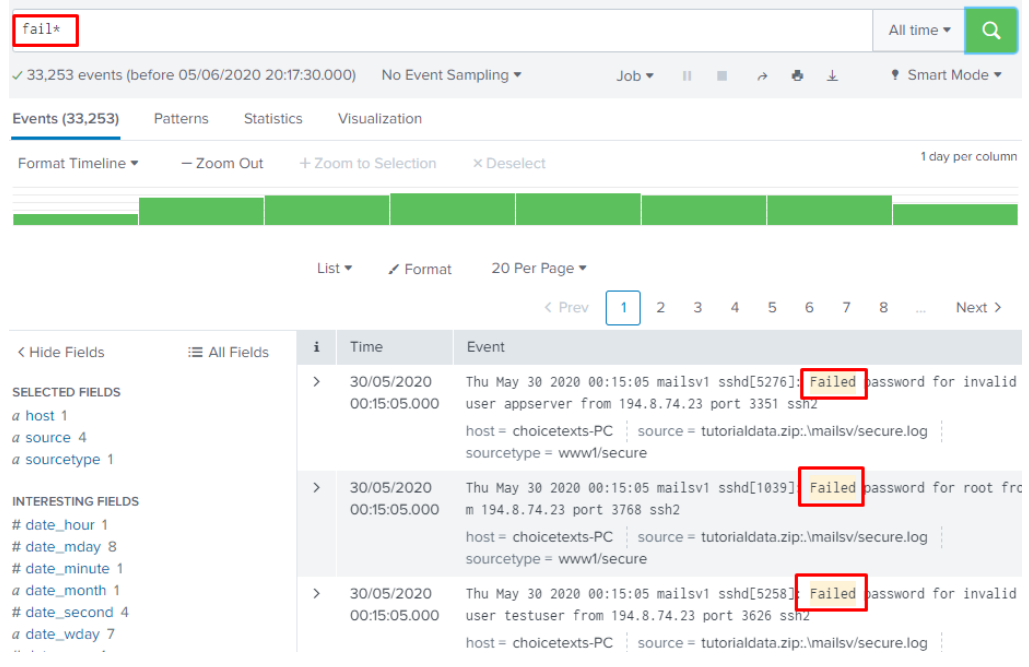 fail*
All time
33,253 events (before 05/06/2020 20:17:30.000) No Event Sampling Job Smart Mode
Events (33,253) Patterns Statistics Visualization
Format Timeline — Zoom Out + Zoom to Selection × Deselect 1 day per column
List Format 20 Per Page
< Prev 1 2 3 4 5 6 7 8 ... Next >
< Hide Fields All Fields
SELECTED FIELDS
a host 1
a source 4
a sourcetype 1
INTERESTING FIELDS
# date_hour 1
# date_mday 8
# date_minute 1
a date_month 1
# date_second 4
a date_wday 7
i Time Event
> 30/05/2020 00:15:05.000
Thu May 30 2020 00:15:05 mailsv1 sshd[5276]: Failed password for invalid
user appserver from 194.8.74.23 port 3351 ssh2
host = choicetexts-PC source = tutorialdata.zip:.\mailsv/secure.log
sourcetype = www1/secure
> 30/05/2020 00:15:05.000
Thu May 30 2020 00:15:05 mailsv1 sshd[1039]: Failed password for root fro
m 194.8.74.23 port 3768 ssh2
host = choicetexts-PC source = tutorialdata.zip:.\mailsv/secure.log
sourcetype = www1/secure
> 30/05/2020 00:15:05.000
Thu May 30 2020 00:15:05 mailsv1 sshd[5258]: Failed password for invalid
user testuser from 194.8.74.23 port 3626 ssh2
host = choicetexts-PC source = tutorialdata.zip:.\mailsv/secure.log